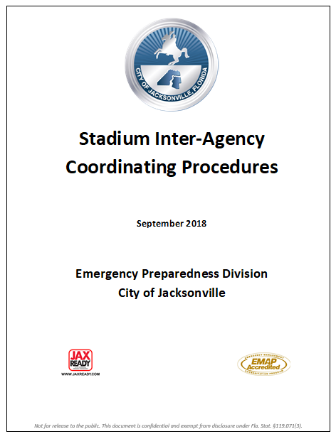 CITY OF JACKSONVILLE, FLORIDA
Stadium Inter-Agency
Coordinating Procedures
September 2018
Emergency Preparedness Division
City of Jacksonville
JAX
READY
WWW.JAXREADY.COM
EMAP
Accredited
Not for release to the public. This document is confidential and exempt from disclosure under Fla. Stat. §119.071(3).